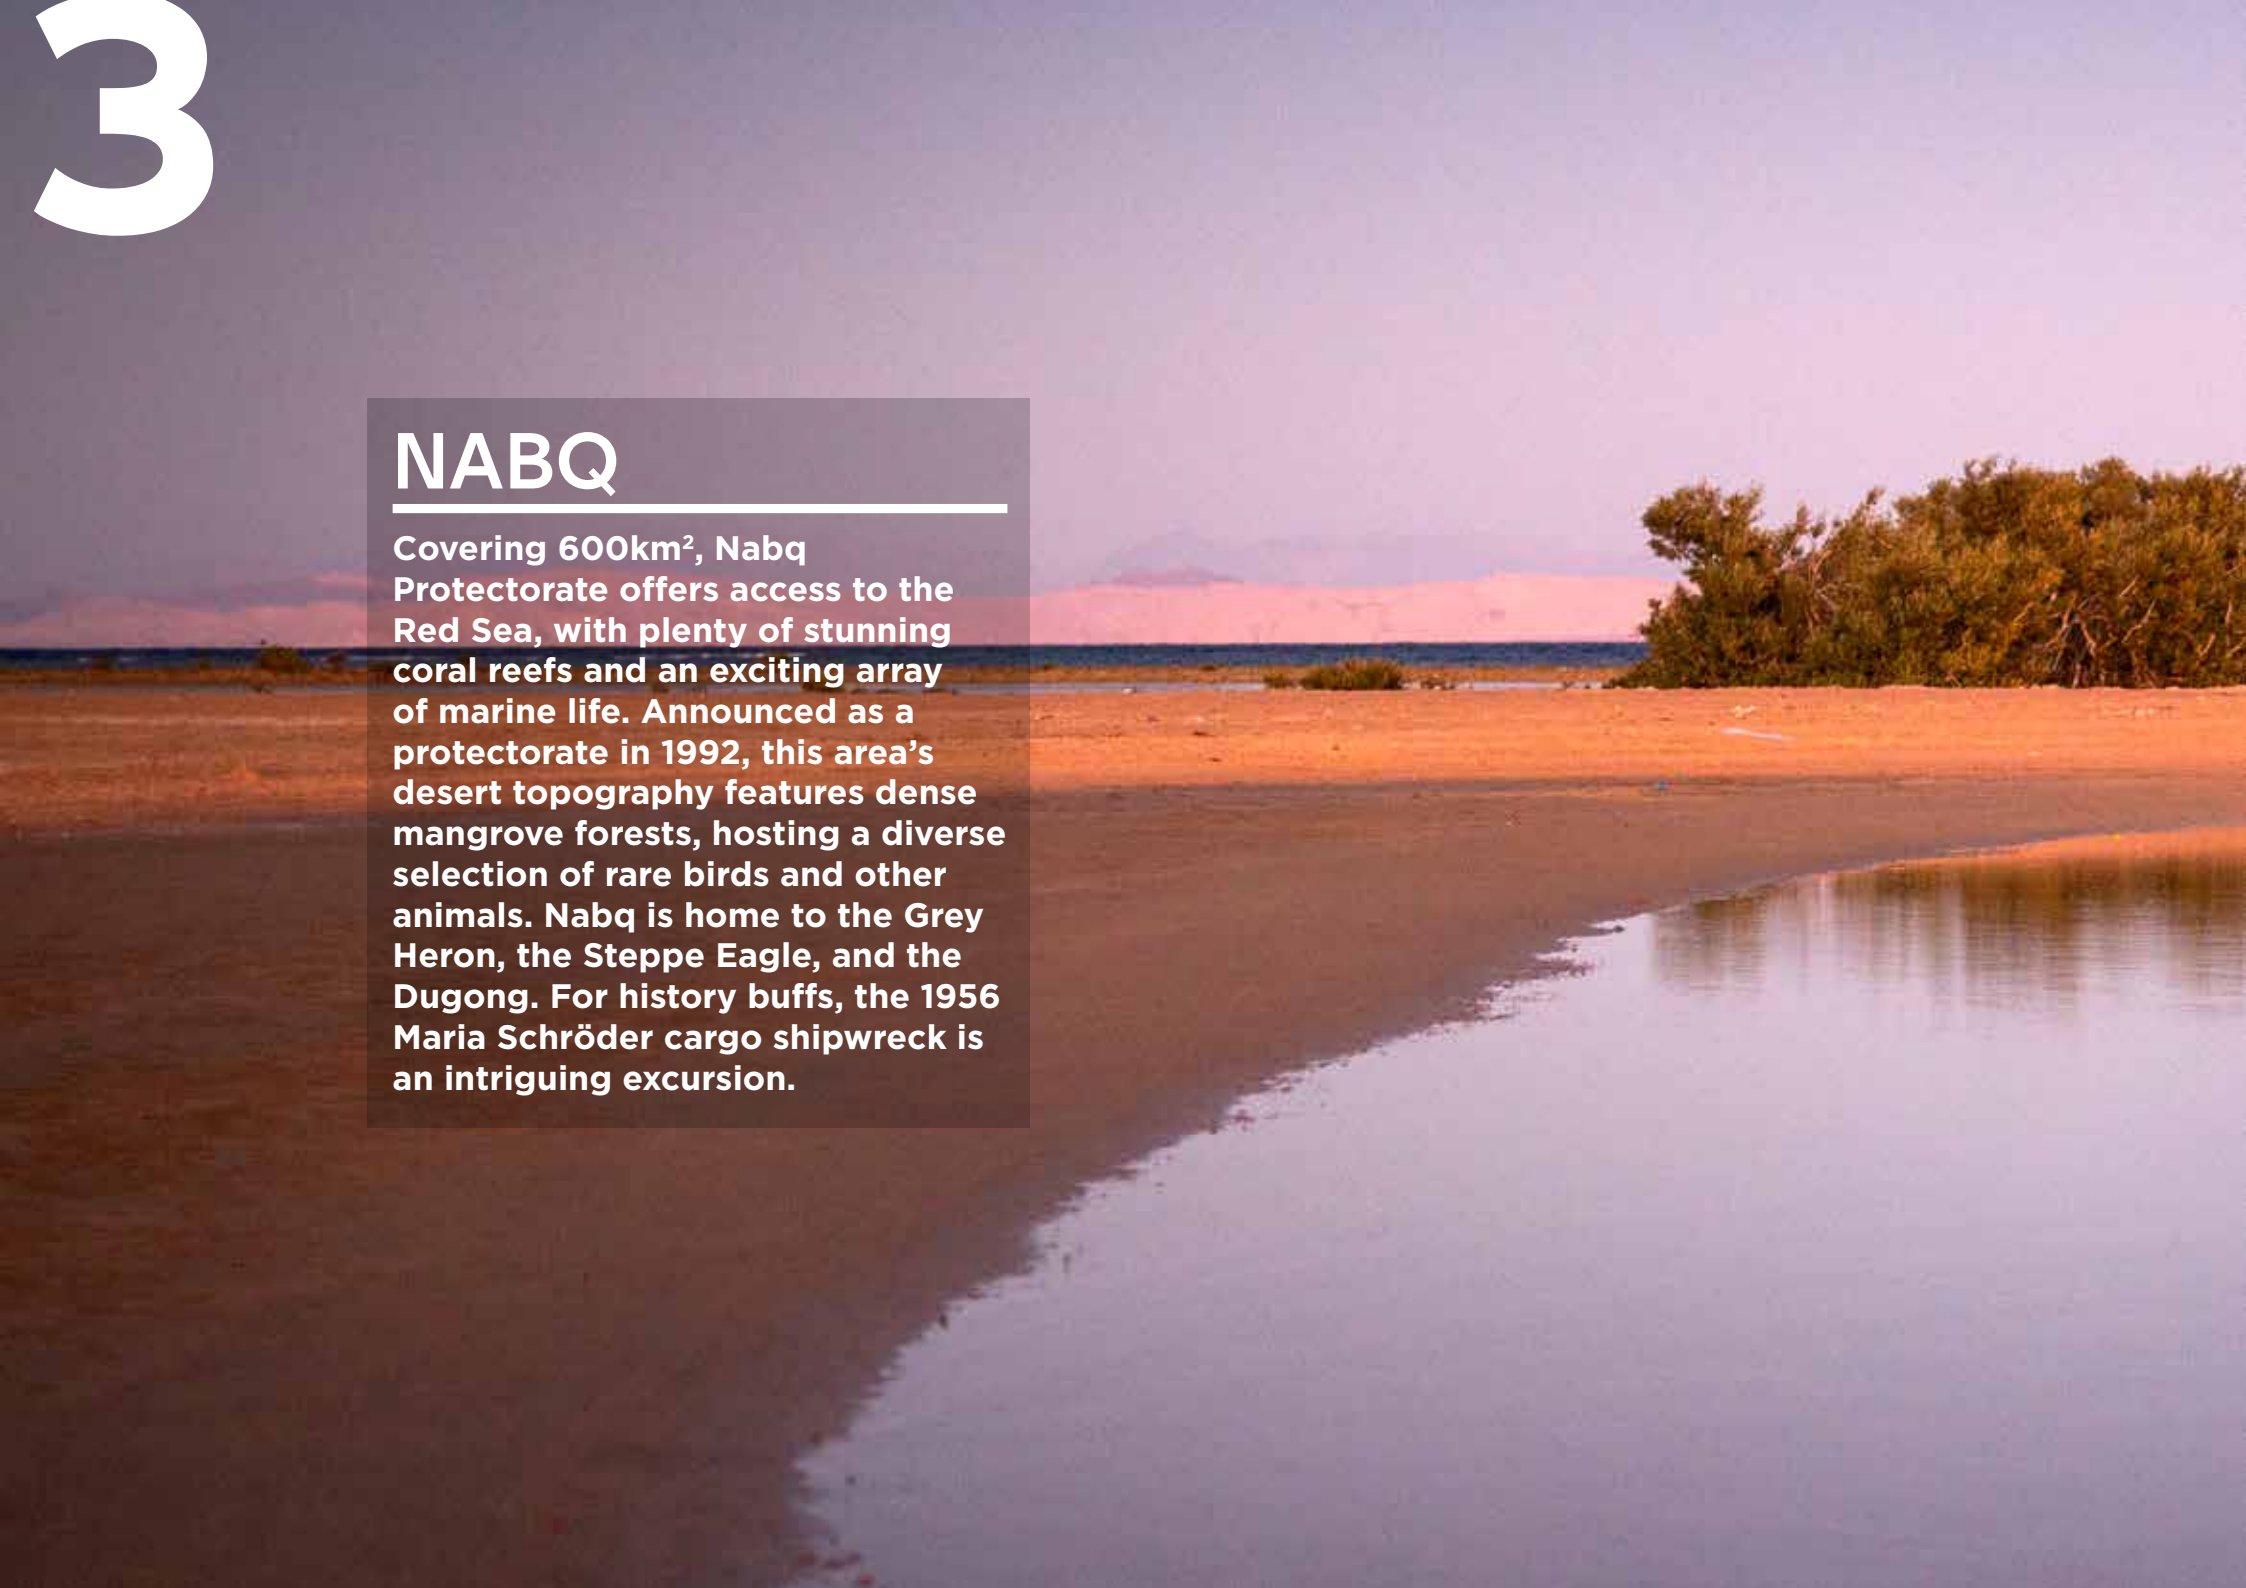 3
NABQ
Covering 600km², Nabq
Protectorate offers access to the
Red Sea, with plenty of stunning
coral reefs and an exciting array
of marine life. Announced as a
protectorate in 1992, this area’s
desert topography features dense
mangrove forests, hosting a diverse
selection of rare birds and other
animals. Nabq is home to the Grey
Heron, the Steppe Eagle, and the
Dugong. For history buffs, the 1956
Maria Schröder cargo shipwreck is
an intriguing excursion.